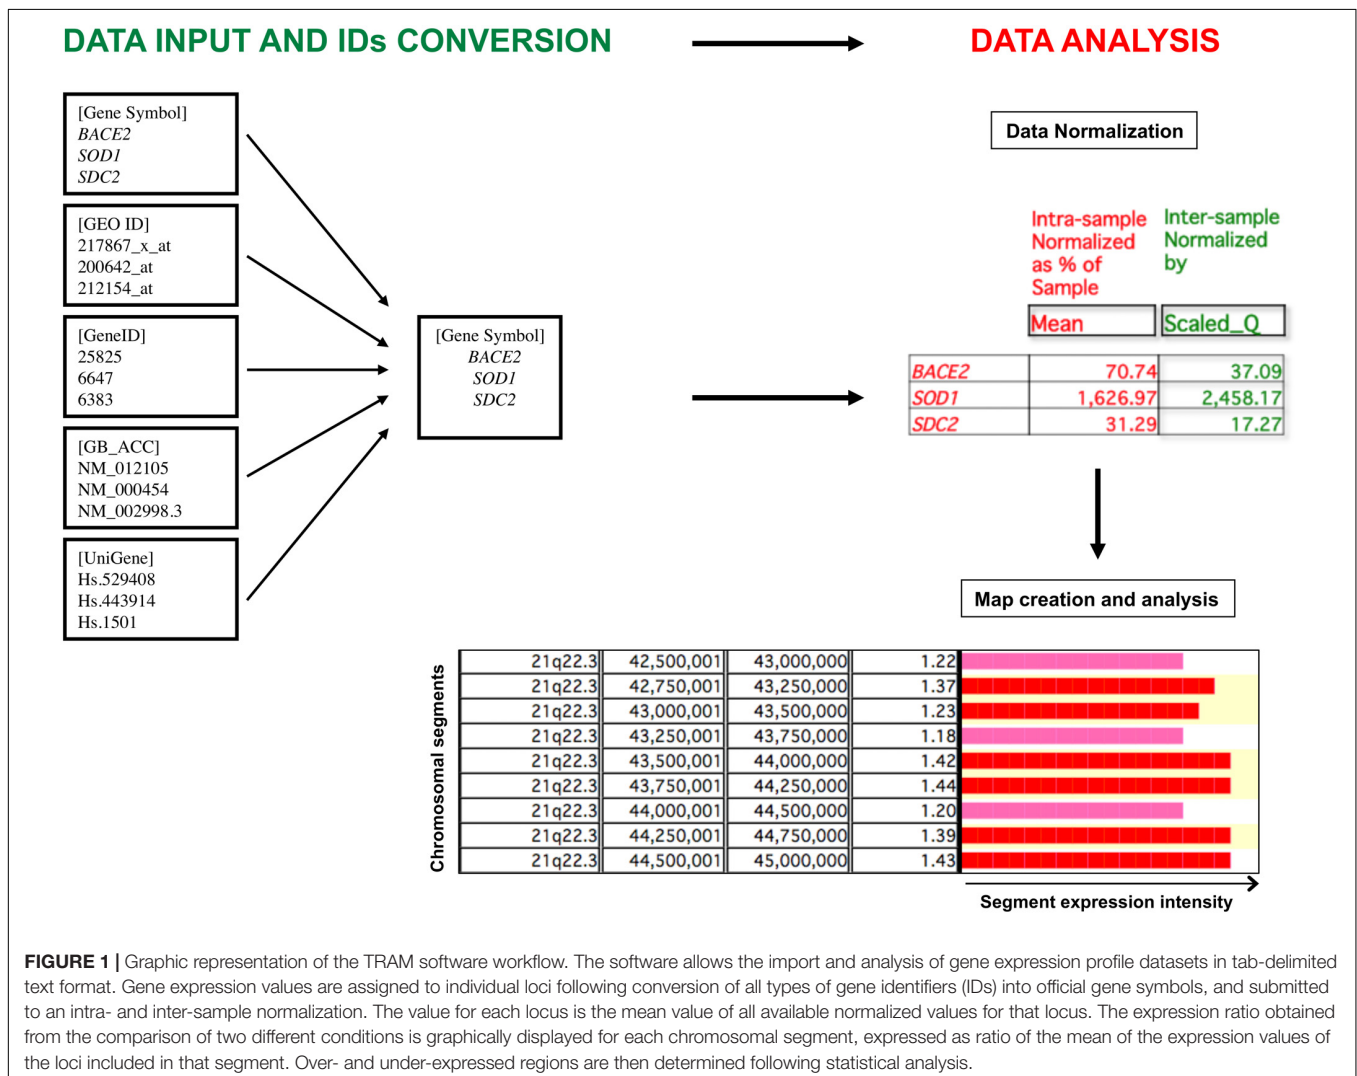 DATA INPUT AND IDs CONVERSION
DATA ANALYSIS
[Gene Symbol]
BACE2
SOD1
SDC2
[GEO ID]
217867_x_at
200642_at
212154_at
[GeneID]
25825
6647
6383
[GB_ACC]
NM_012105
NM_000454
NM_002998.3
[UniGene]
Hs.529408
Hs.443914
Hs.1501
[Gene Symbol]
BACE2
SOD1
SDC2
Data Normalization
Intra-sample
Normalized
as % of
Sample
Mean
Inter-sample
Normalized
by
Scaled_Q
BACE2 70.74 37.09
SOD1 1,626.97 2,458.17
SDC2 31.29 17.27
Map creation and analysis
Chromosomal segments
21q22.3 42,500,001 43,000,000 1.22
21q22.3 42,750,001 43,250,000 1.37
21q22.3 43,000,001 43,500,000 1.23
21q22.3 43,250,001 43,750,000 1.18
21q22.3 43,500,001 44,000,000 1.42
21q22.3 43,750,001 44,250,000 1.44
21q22.3 44,000,001 44,500,000 1.20
21q22.3 44,250,001 44,750,000 1.39
21q22.3 44,500,001 45,000,000 1.43
Segment expression intensity
FIGURE 1 | Graphic representation of the TRAM software workflow. The software allows the import and analysis of gene expression profile datasets in tab-delimited
text format. Gene expression values are assigned to individual loci following conversion of all types of gene identifiers (IDs) into official gene symbols, and submitted
to an intra- and inter-sample normalization. The value for each locus is the mean value of all available normalized values for that locus. The expression ratio obtained
from the comparison of two different conditions is graphically displayed for each chromosomal segment, expressed as ratio of the mean of the expression values of
the loci included in that segment. Over- and under-expressed regions are then determined following statistical analysis.